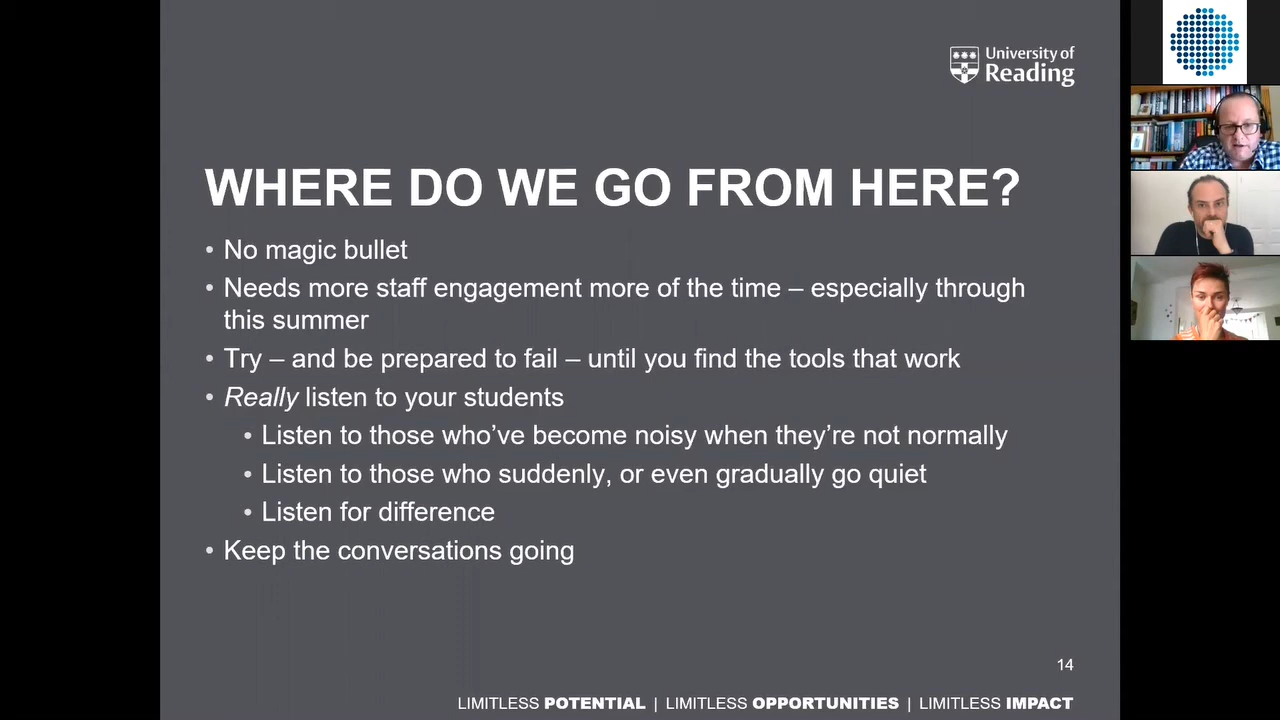 University of
Reading
WHERE DO WE GO FROM HERE?
• No magic bullet
• Needs more staff engagement more of the time – especially through
this summer
• Try – and be prepared to fail – until you find the tools that work
• Really listen to your students
• Listen to those who’ve become noisy when they’re not normally
• Listen to those who suddenly, or even gradually go quiet
• Listen for difference
• Keep the conversations going
14
LIMITLESS POTENTIAL | LIMITLESS OPPORTUNITIES | LIMITLESS IMPACT